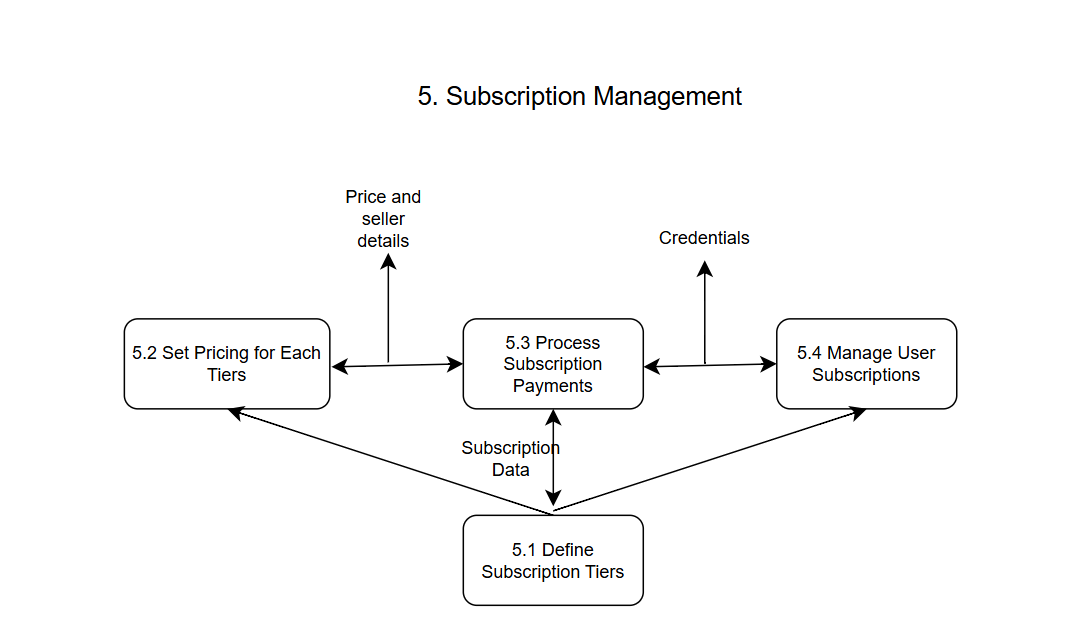 5. Subscription Management
Price and
seller
details
Credentials
5.2 Set Pricing for Each
Tiers
5.3 Process
Subscription
Payments
5.4 Manage User
Subscriptions
Subscription
Data
5.1 Define
Subscription Tiers